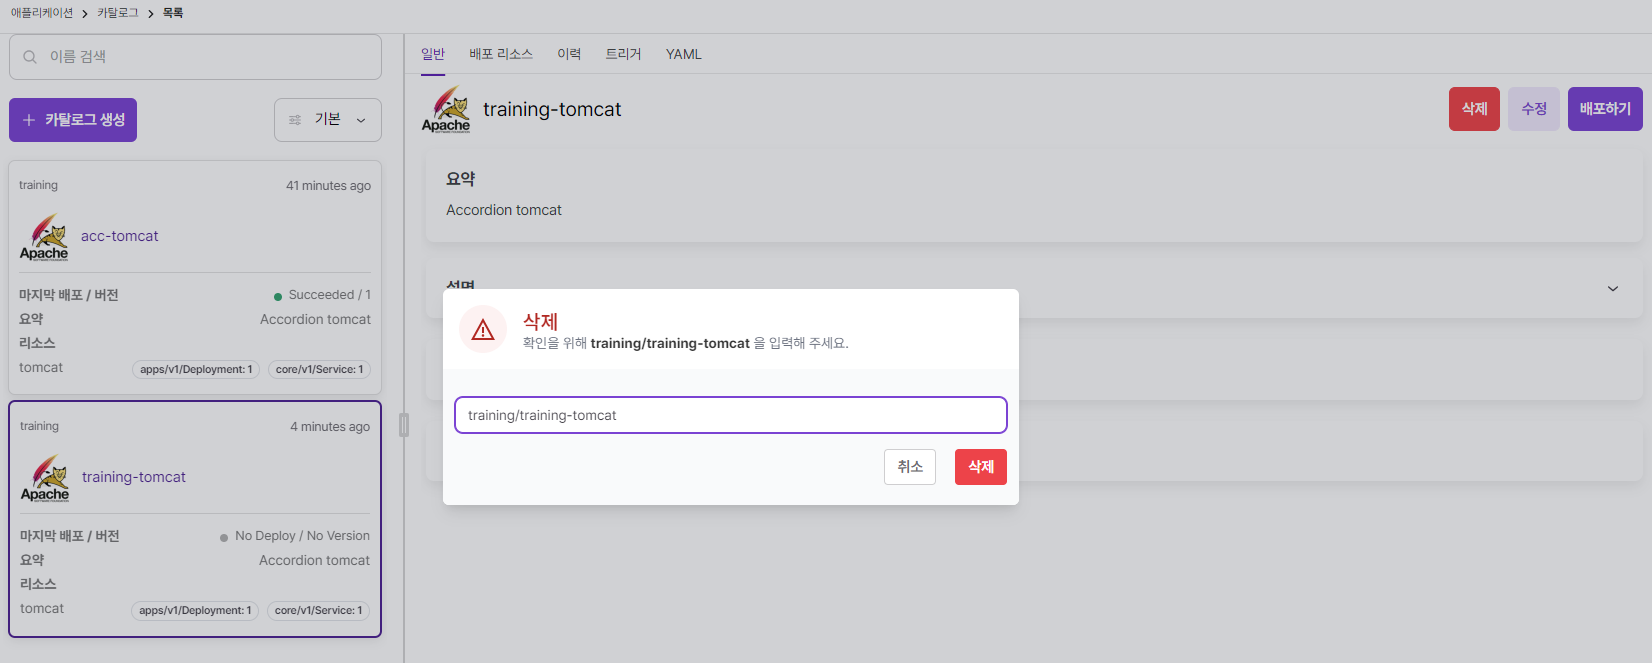 애플리케이션 > 카탈로그 > 목록
이름 검색
+ 카탈로그 생성
기본
training
41 minutes ago
Apache
acc-tomcat
마지막 배포 / 버전
Succeeded / 1
요약
Accordion tomcat
리소스
tomcat
apps/v1/Deployment: 1
core/v1/Service: 1
training
4 minutes ago
Apache
training-tomcat
마지막 배포 / 버전
No Deploy / No Version
요약
Accordion tomcat
리소스
tomcat
apps/v1/Deployment: 1
core/v1/Service: 1
일반 배포 리소스 이력 트리거 YAML
Apache
training-tomcat
삭제 수정 배포하기
요약
Accordion tomcat
설명
삭제
확인을 위해 training/training-tomcat 을 입력해 주세요.
training/training-tomcat
취소 삭제